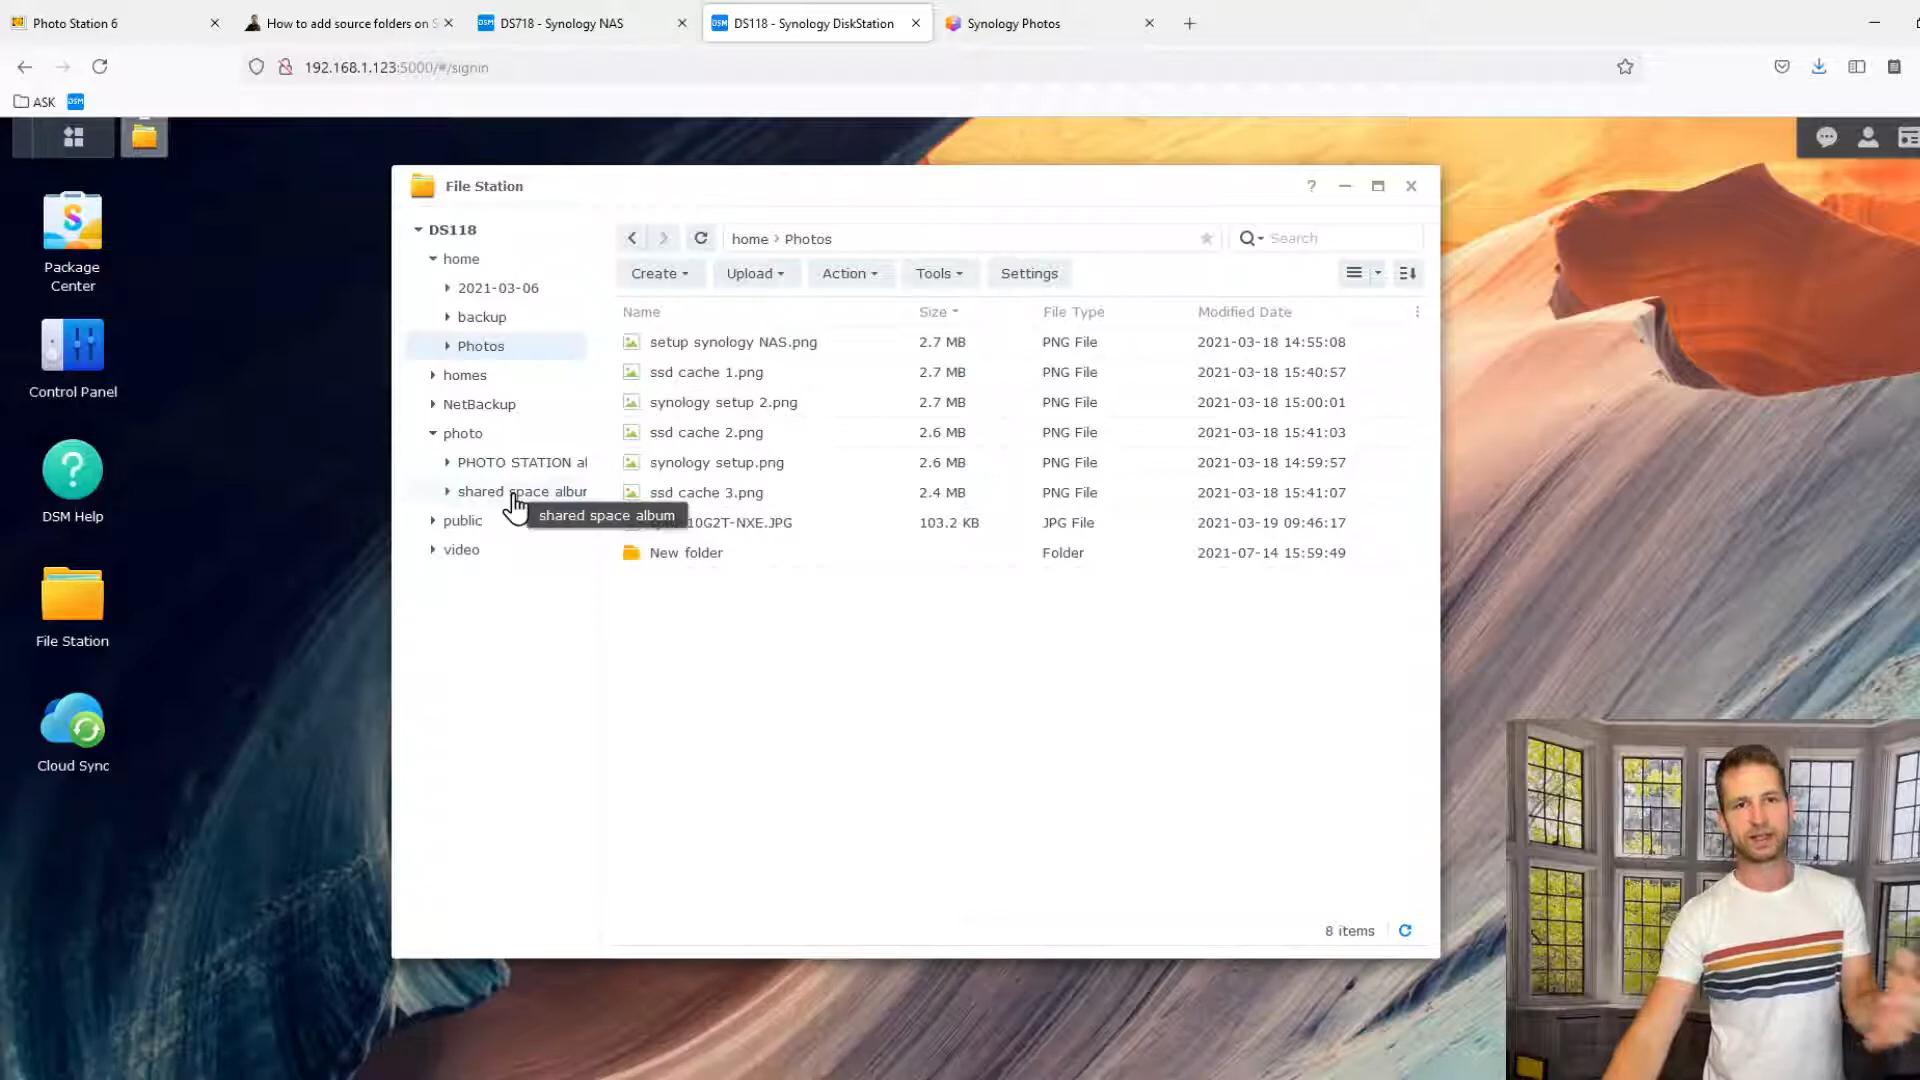 Photo Station 6
How to add source folders on S
DS718 - Synology NAS
DS118 - Synology DiskStation
Synology Photos
192.168.1.123:5000/#/signin
ASK
DSM
Package
Center
Control Panel
DSM Help
File Station
Cloud Sync
File Station
DS118
home
2021-03-06
backup
Photos
homes
NetBackup
photo
PHOTO STATION al
shared space albur
public
video
shared space album
home > Photos
Search
Create
Upload
Action
Tools
Settings
Name Size File Type Modified Date
setup synology NAS.png 2.7 MB PNG File 2021-03-18 14:55:08
ssd cache 1.png 2.7 MB PNG File 2021-03-18 15:40:57
synology setup 2.png 2.7 MB PNG File 2021-03-18 15:00:01
ssd cache 2.png 2.6 MB PNG File 2021-03-18 15:41:03
synology setup.png 2.6 MB PNG File 2021-03-18 14:59:57
ssd cache 3.png 2.4 MB PNG File 2021-03-18 15:41:07
10G2T-NXE.JPG 103.2 KB JPG File 2021-03-19 09:46:17
New folder Folder 2021-07-14 15:59:49
8 items